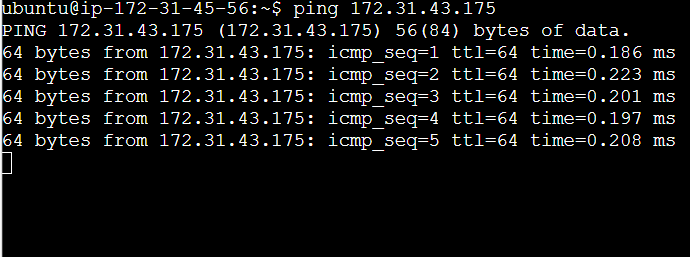 ubuntu@ip-172-31-45-56:~$ ping 172.31.43.175
PING 172.31.43.175 (172.31.43.175) 56(84) bytes of data.
64 bytes from 172.31.43.175: icmp_seq=1 ttl=64 time=0.186 ms
64 bytes from 172.31.43.175: icmp_seq=2 ttl=64 time=0.223 ms
64 bytes from 172.31.43.175: icmp_seq=3 ttl=64 time=0.201 ms
64 bytes from 172.31.43.175: icmp_seq=4 ttl=64 time=0.197 ms
64 bytes from 172.31.43.175: icmp_seq=5 ttl=64 time=0.208 ms